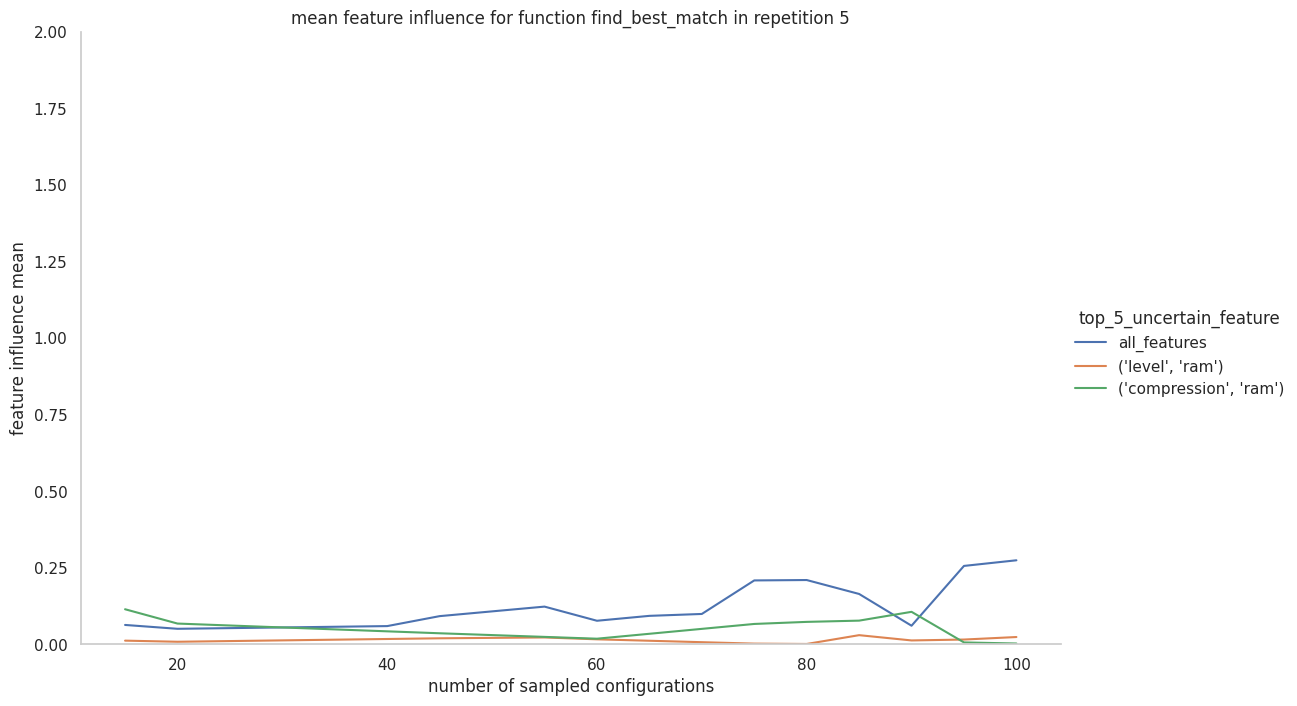 mean feature influence for function find_best_match in repetition 5
2.00
1.75
1.50
1.25
1.00
0.75
0.50
0.25
0.00
feature influence mean
20 40 60 80 100
number of sampled configurations
top_5_uncertain_feature
all_features
('level', 'ram')
('compression', 'ram')